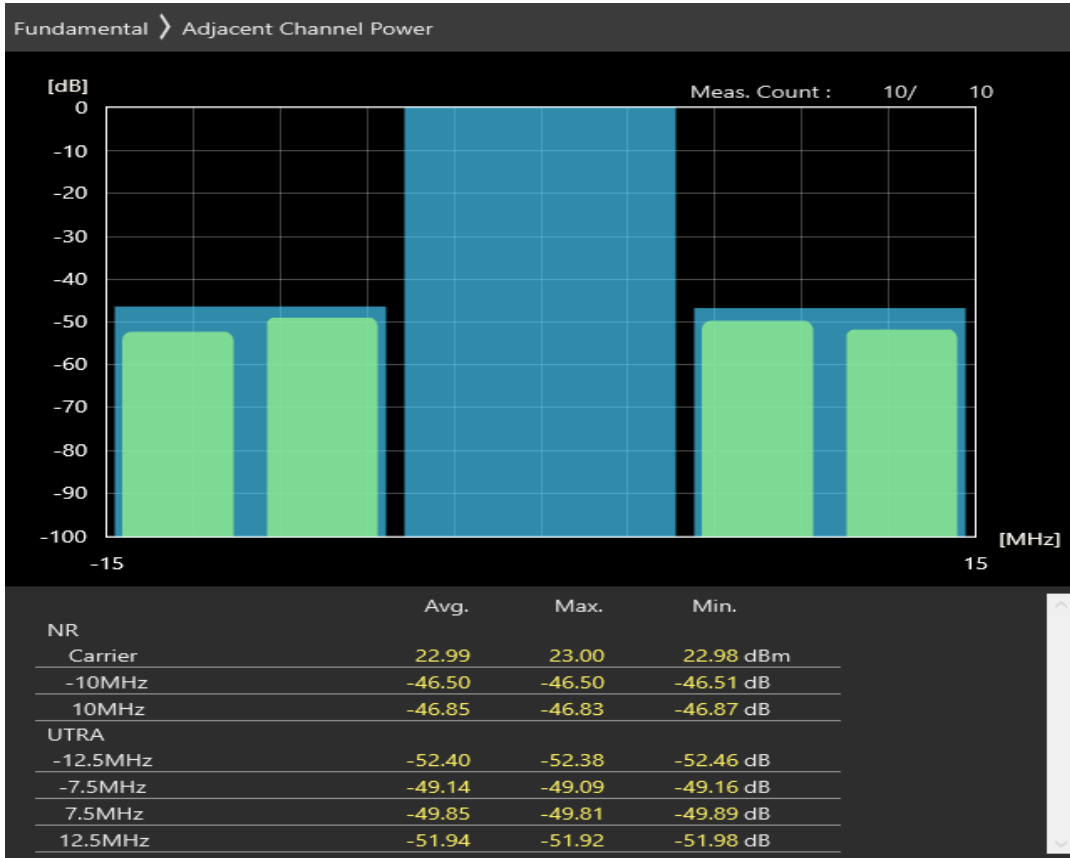 Fundamental ❯ Adjacent Channel Power
[dB]
Meas. Count : 10/ 10
0
-10
-20
-30
-40
-50
-60
-70
-80
-90
-100
[MHz]
-15 15
Avg. Max. Min.
NR
Carrier 22.99 23.00 22.98 dBm
-10MHz -46.50 -46.50 -46.51 dB
10MHz -46.85 -46.83 -46.87 dB
UTRA
-12.5MHz -52.40 -52.38 -52.46 dB
-7.5MHz -49.14 -49.09 -49.16 dB
7.5MHz -49.85 -49.81 -49.89 dB
12.5MHz -51.94 -51.92 -51.98 dB